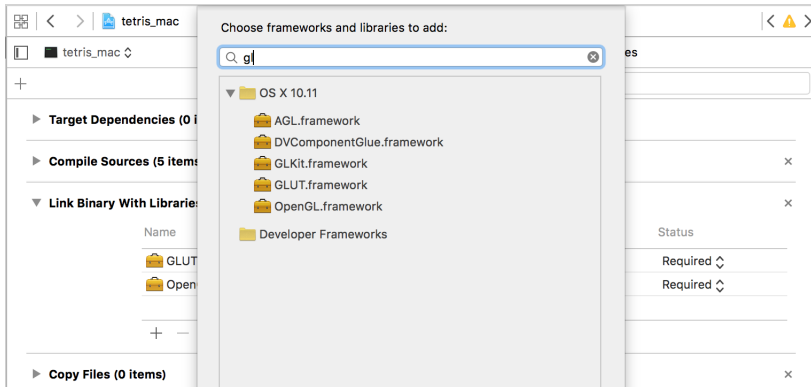 tetris_mac
Choose frameworks and libraries to add:
tetris_mac
gl
es
OS X 10.11
Target Dependencies (0 i
AGL.framework
DVComponentGlue.framework
Compile Sources (5 items
GLKit.framework
GLUT.framework
Link Binary With Libraries
OpenGL.framework
Name
Developer Frameworks
Status
GLUT
Required
Open
Required
Copy Files (0 items)